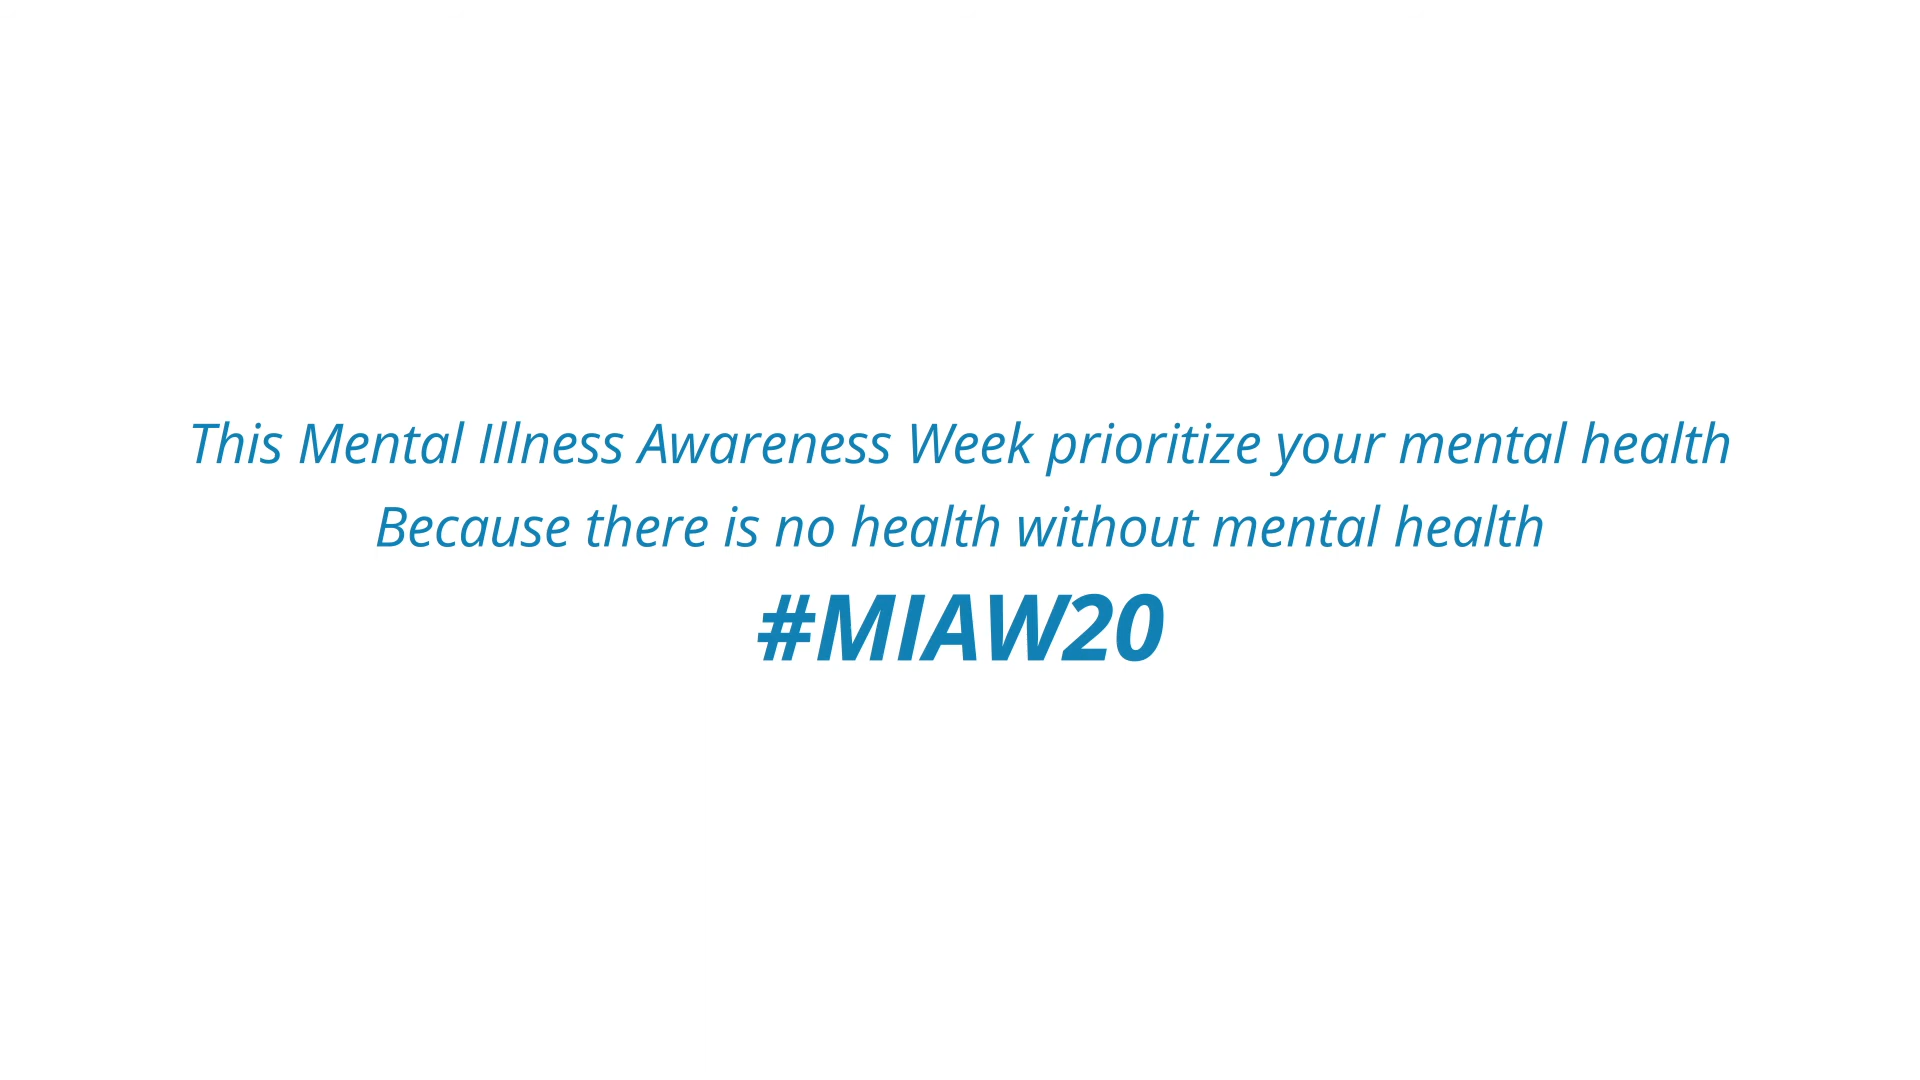 This Mental Illness Awareness Week prioritize your mental health
Because there is no health without mental health
#MIAW20